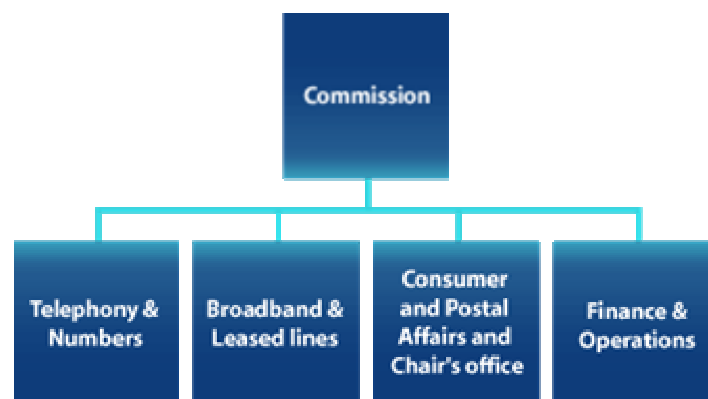 Commission
Telephony &
Numbers
Broadband &
Leased lines
Consumer
and Postal
Affairs and
Chair's office
Finance &
Operations